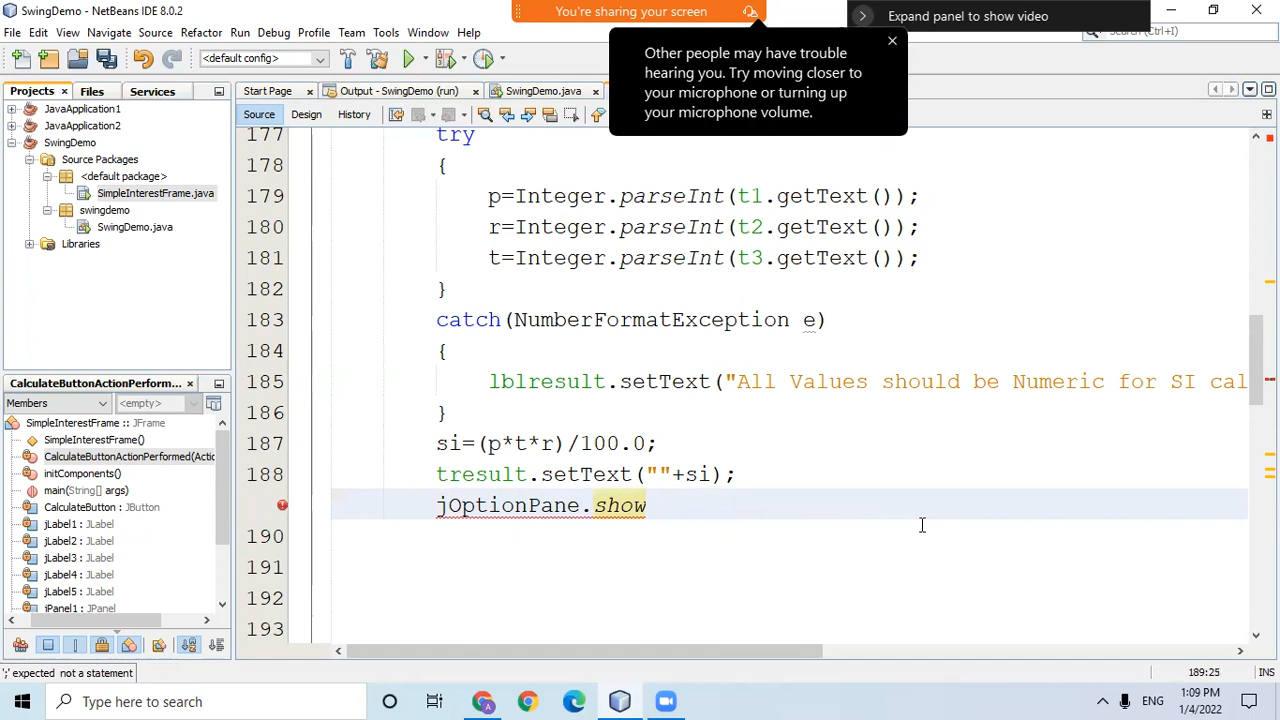 SwingDemo - NetBeans IDE 8.0.2
You're sharing your screen
Expand panel to show video
File Edit View Navigate Source Refactor Run Debug Profile Team Tools Window Help
Search (Ctrl+I)
Other people may have trouble
hearing you. Try moving closer to
your microphone or turning up
your microphone volume.
<default config>
Projects Files Services
Start Page Output - SwingDemo (run) SwingDemo.java
Source Design History
JavaApplication1
JavaApplication2
SwingDemo
Source Packages
<default package>
SimpleInterestFrame.java
swingdemo
SwingDemo.java
Libraries
177 try
178 {
179 p=Integer.parseInt(t1.getText());
180 r=Integer.parseInt(t2.getText());
181 t=Integer.parseInt(t3.getText());
182 }
183 catch(NumberFormatException e)
184 {
185 lblresult.setText("All Values should be Numeric for SI cal
186 }
187 si=(p*t*r)/100.0;
188 tresult.setText(""+si);
jOptionPane.show
190
191
192
193
CalculateButtonActionPerform...
Members <empty>
SimpleInterestFrame :: JFrame
SimpleInterestFrame()
CalculateButtonActionPerformed(Actic
initComponents()
main(String[] args)
CalculateButton : JButton
jLabel1 : JLabel
jLabel2 : JLabel
jLabel3 : JLabel
jLabel4 : JLabel
jLabel5 : JLabel
jPanel1 : JPanel
';' expected not a statement
189:25 INS
Type here to search
ENG
1:09 PM
1/4/2022